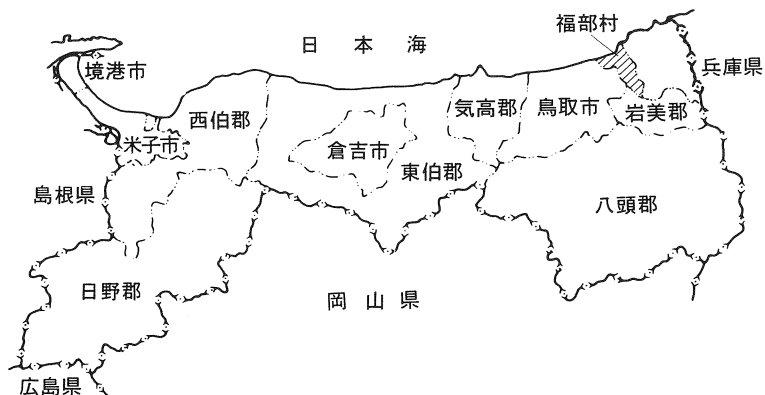 日本海
福部村
境港市
兵庫県
西伯郡
気高郡
鳥取市
岩美郡
米子市
倉吉市
東伯郡
島根県
八頭郡
日野郡
岡山県
広島県